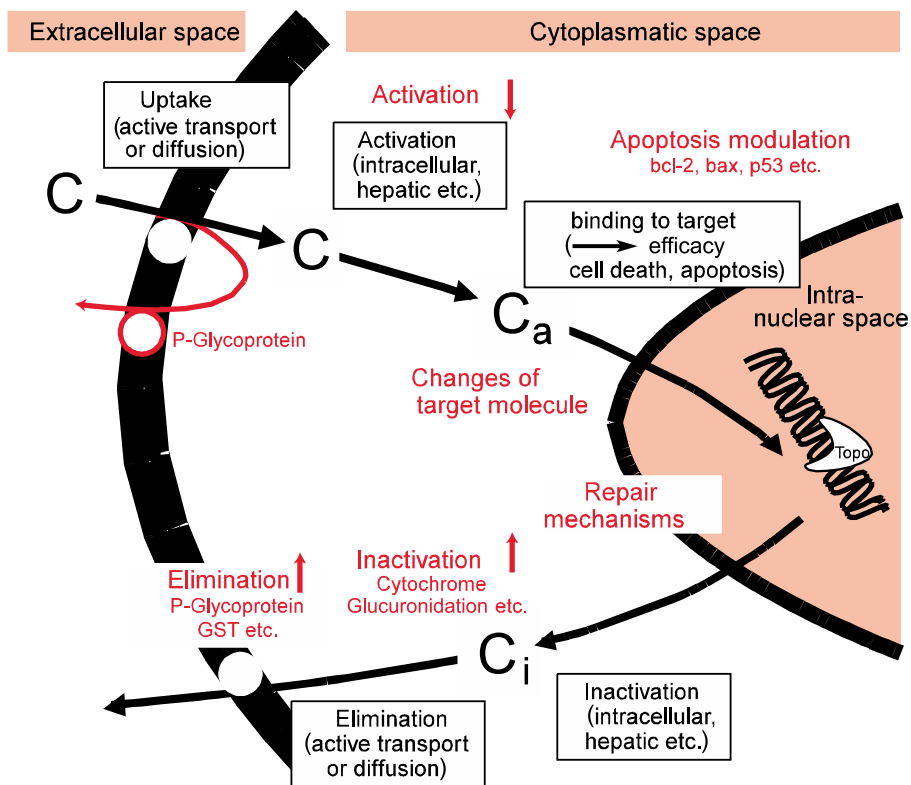 Extracellular space
Cytoplasmatic space
Uptake
(active transport
or diffusion)
Activation
Activation
(intracellular,
hepatic etc.)
Apoptosis modulation
bcl-2, bax, p53 etc.
C
C
binding to target
( efficacy
cell death, apoptosis)
Intra-
nuclear space
P-Glycoprotein
Ca
Changes of
target molecule
Topo
Repair
mechanisms
Elimination
P-Glycoprotein
GST etc.
Inactivation
Cytochrome
Glucuronidation etc.
Ci
Inactivation
(intracellular,
hepatic etc.)
Elimination
(active transport
or diffusion)